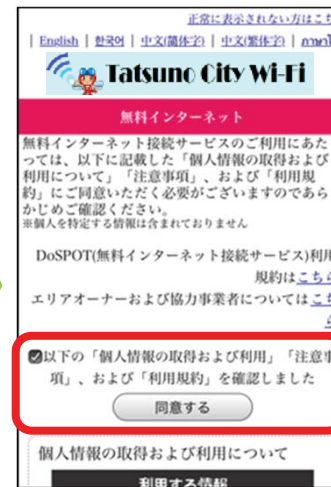 正常に表示されない方はこち
| English | 한국어 | 中文(簡体字) | 中文(繁体字) | ภาษาไ
Tatsuno City Wi-Fi
無料インターネット
無料インターネット接続サービスのご利用にあた
っては、以下に記載した「個人情報の取得および
利用について」「注意事項」、および「利用規
約」にご同意いただく必要がございますのであら
かじめご確認ください。
※個人を特定する情報は含まれておりません
DoSPOT(無料インターネット接続サービス)利用
規約はこちら
エリアオーナーおよび協力事業者についてはこち
ら
以下の「個人情報の取得および利用」「注意事
項」、および「利用規約」を確認しました
同意する
個人情報の取得および利用について
利用する情報